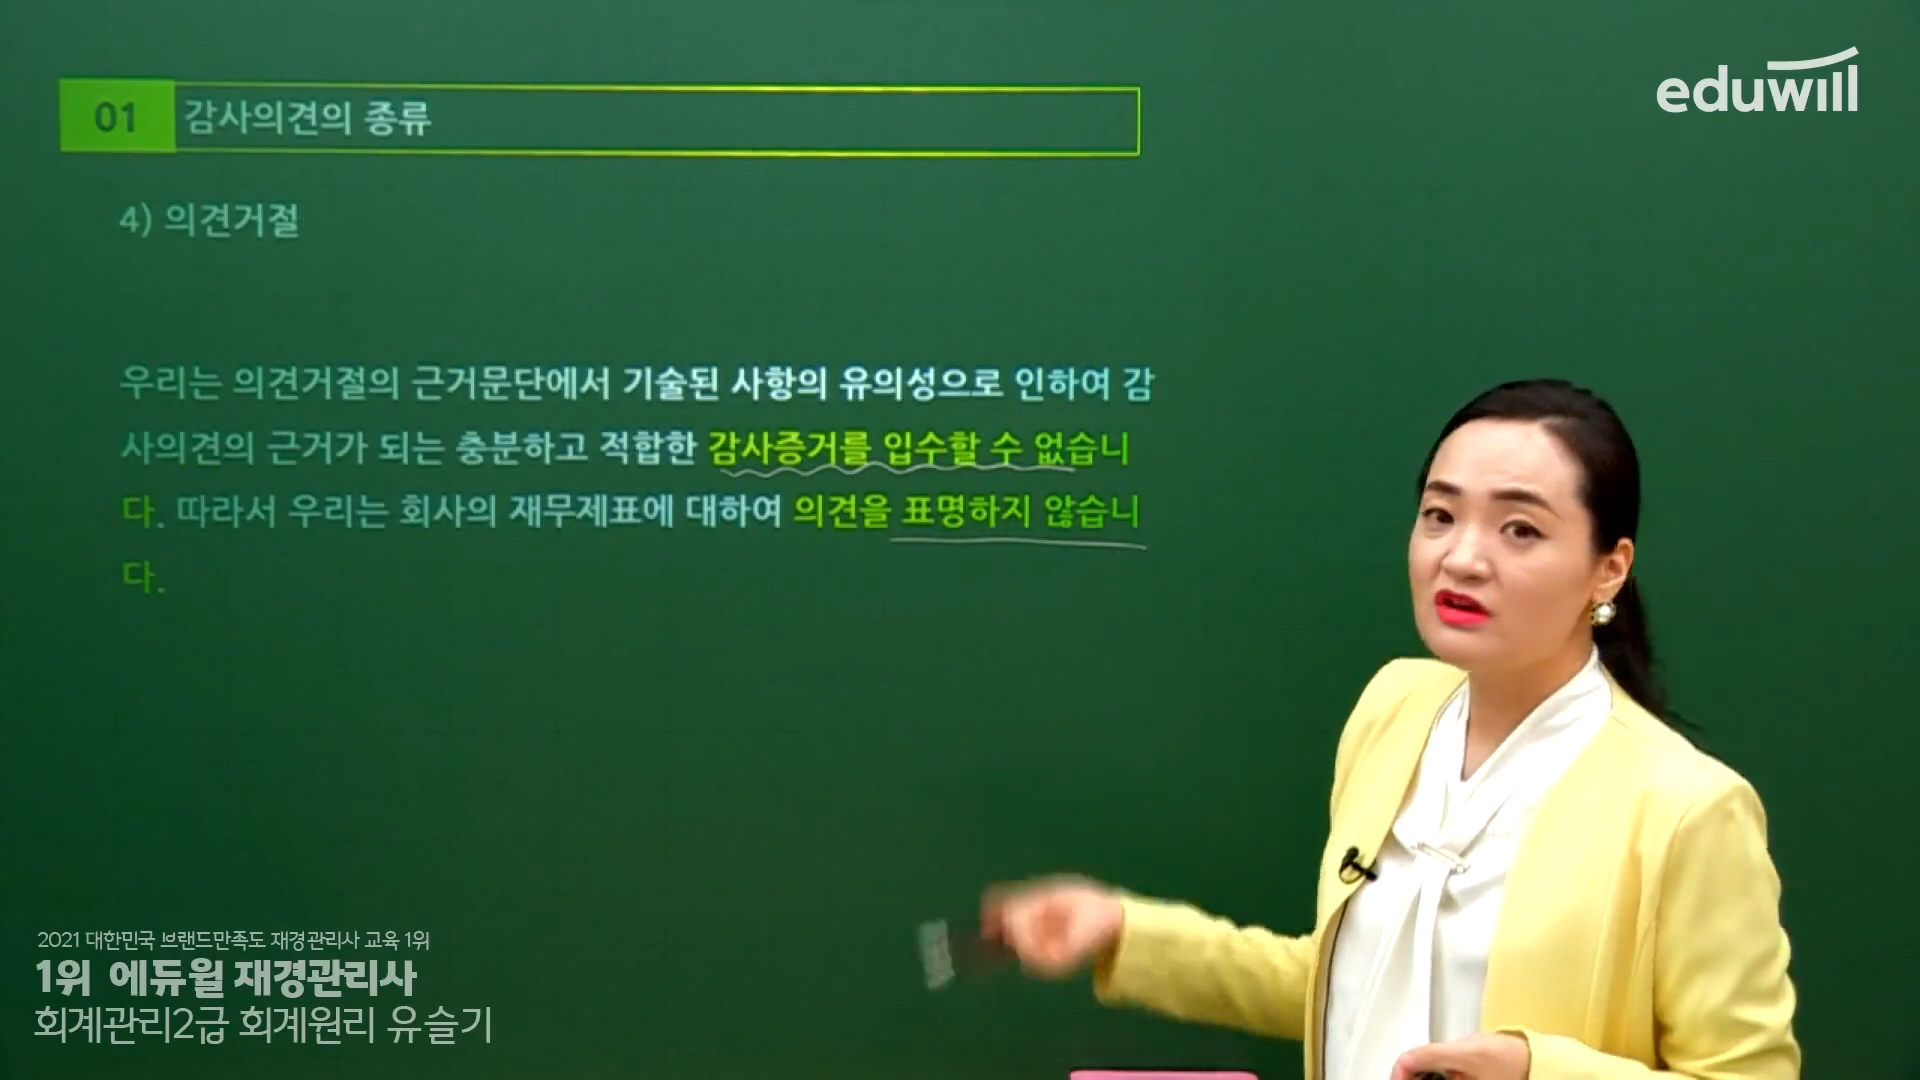 eduwill
01 감사의견의 종류
4) 의견거절
우리는 의견거절의 근거문단에서 기술된 사항의 유의성으로 인하여 감
사의견의 근거가 되는 충분하고 적합한 감사증거를 입수할 수 없습니
다. 따라서 우리는 회사의 재무제표에 대하여 의견을 표명하지 않습니
다.
2021 대한민국 브랜드만족도 재경관리사 교육 1위
1위 에듀윌 재경관리사
회계관리2급 회계원리 유슬기